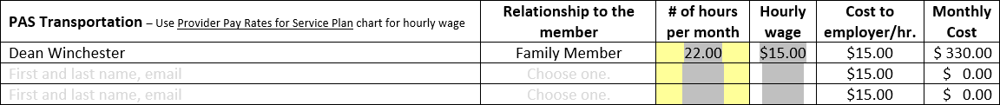 PAS Transportation – Use Provider Pay Rates for Service Plan chart for hourly wage Relationship to the member # of hours per month Hourly wage Cost to employer/hr. Monthly Cost
Dean Winchester Family Member 22.00 $15.00 $15.00 $ 330.00
First and last name, email Choose one. $15.00 $ 0.00
First and last name, email Choose one. $15.00 $ 0.00